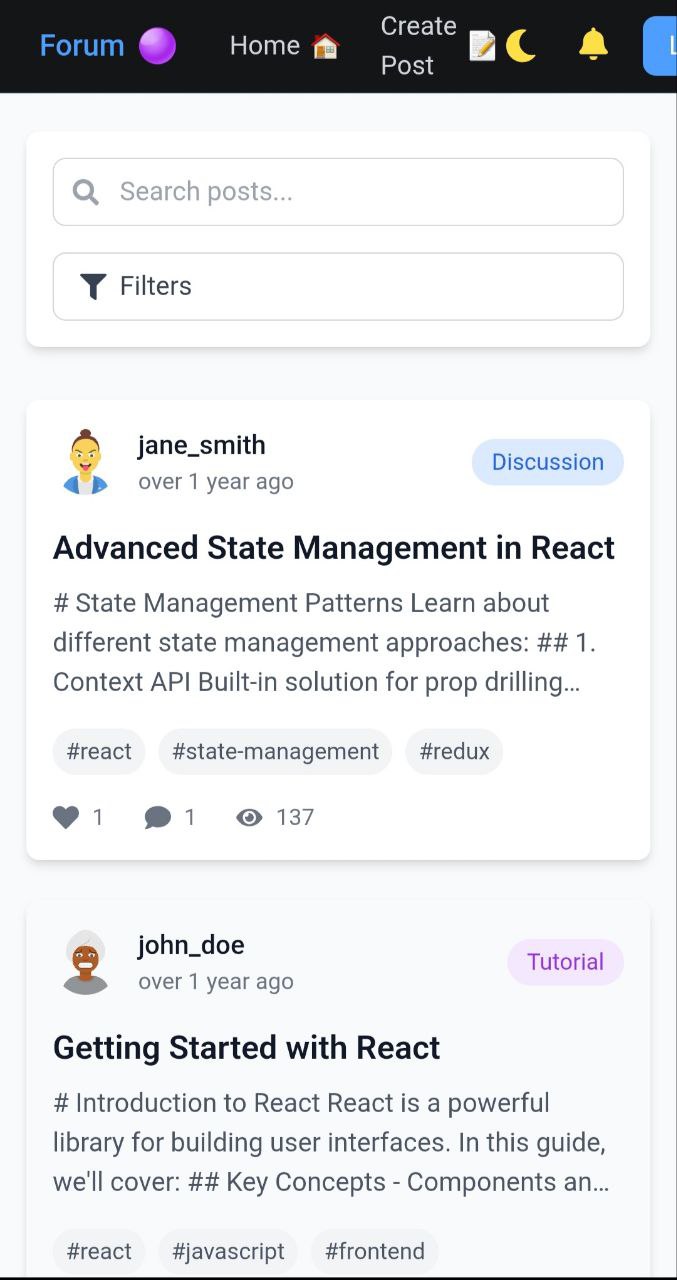 Forum Home Create Post
L
Search posts...
Filters
jane_smith
over 1 year ago
Discussion
Advanced State Management in React
# State Management Patterns Learn about
different state management approaches: ## 1.
Context API Built-in solution for prop drilling…
#react #state-management #redux
1 1 137
john_doe
over 1 year ago
Tutorial
Getting Started with React
# Introduction to React React is a powerful
library for building user interfaces. In this guide,
we'll cover: ## Key Concepts - Components an…
#react #javascript #frontend